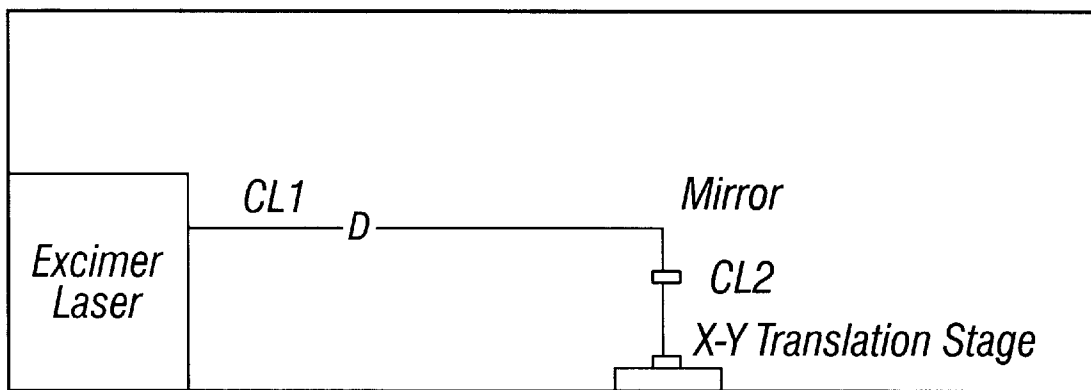 CL1
D
Mirror
Excimer
Laser
CL2
X-Y Translation Stage